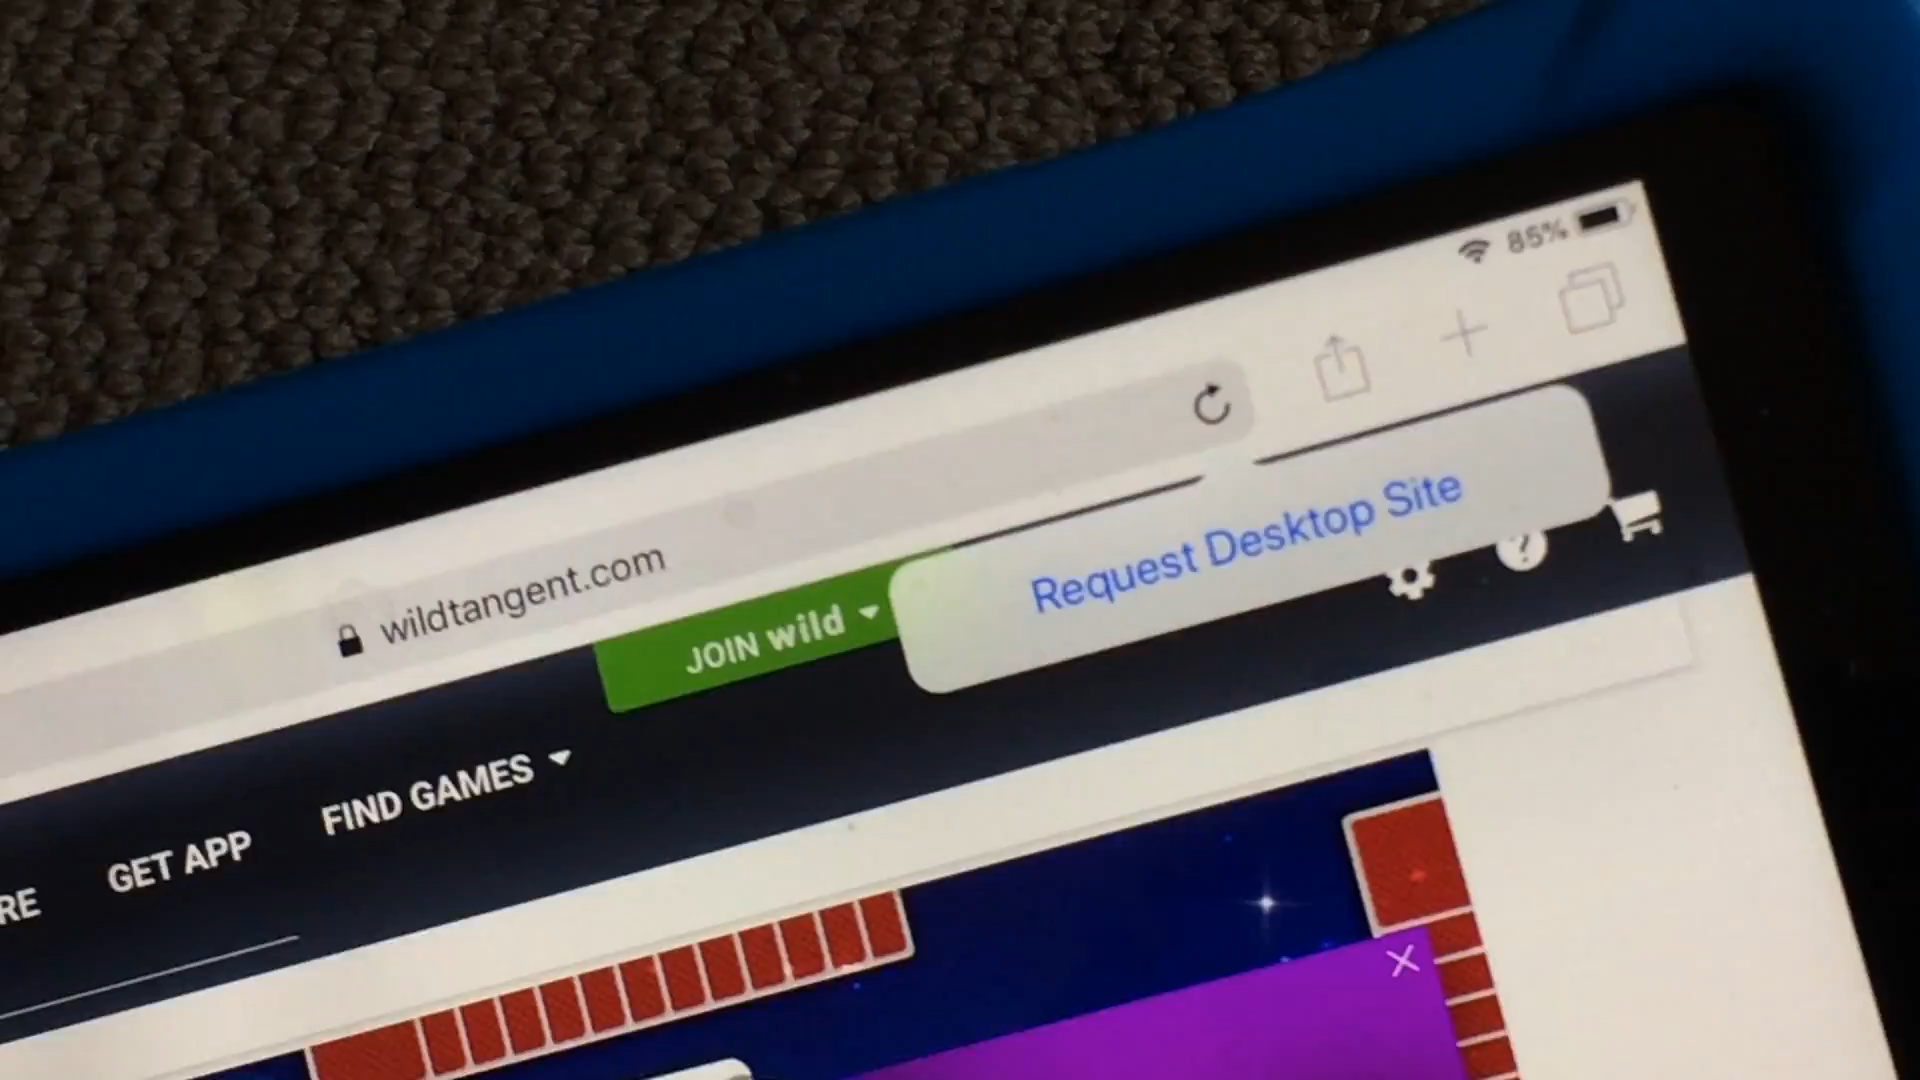 85%
wildtangent.com
Request Desktop Site
JOIN wild
FIND GAMES
GET APP
RE
?